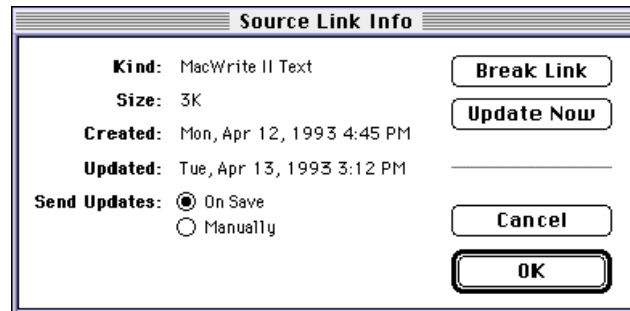 Source Link Info
Kind: MacWrite II Text
Size: 3K
Created: Mon, Apr 12, 1993 4:45 PM
Updated: Tue, Apr 13, 1993 3:12 PM
Send Updates: On Save
Manually
Break Link
Update Now
Cancel
OK